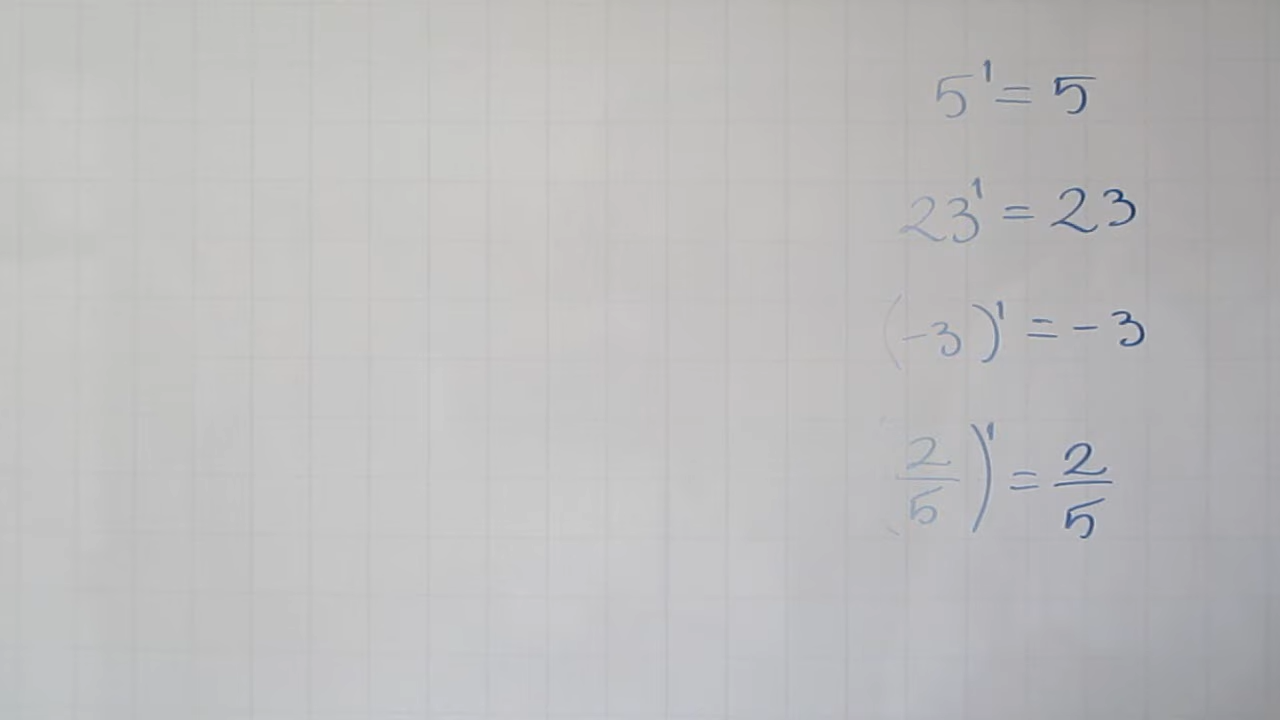 5¹ = 5
23¹ = 23
(-3)¹ = -3
(2/5)¹ = 2/5